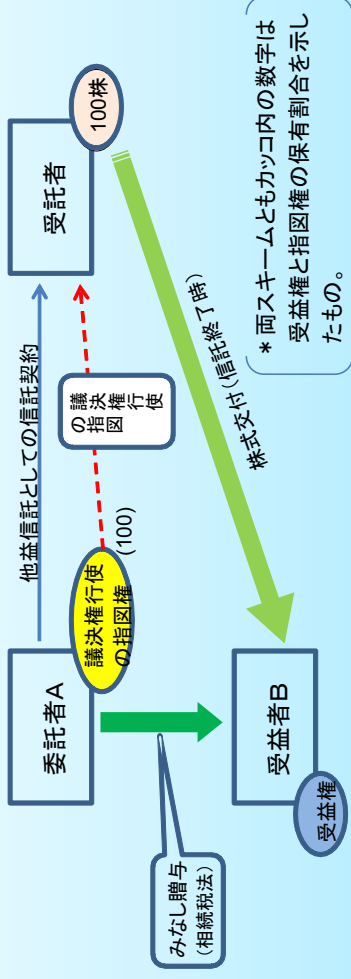 他益信託としての信託契約
委託者A
受託者
100株
議決権行使
の指図権
(100)
議決権行使
の指図
みなし贈与
(相続税法)
株式交付(信託終了時)
受益者B
受益権
*両スキームともカッコ内の数字は
受益権と指図権の保有割合を示し
たもの。